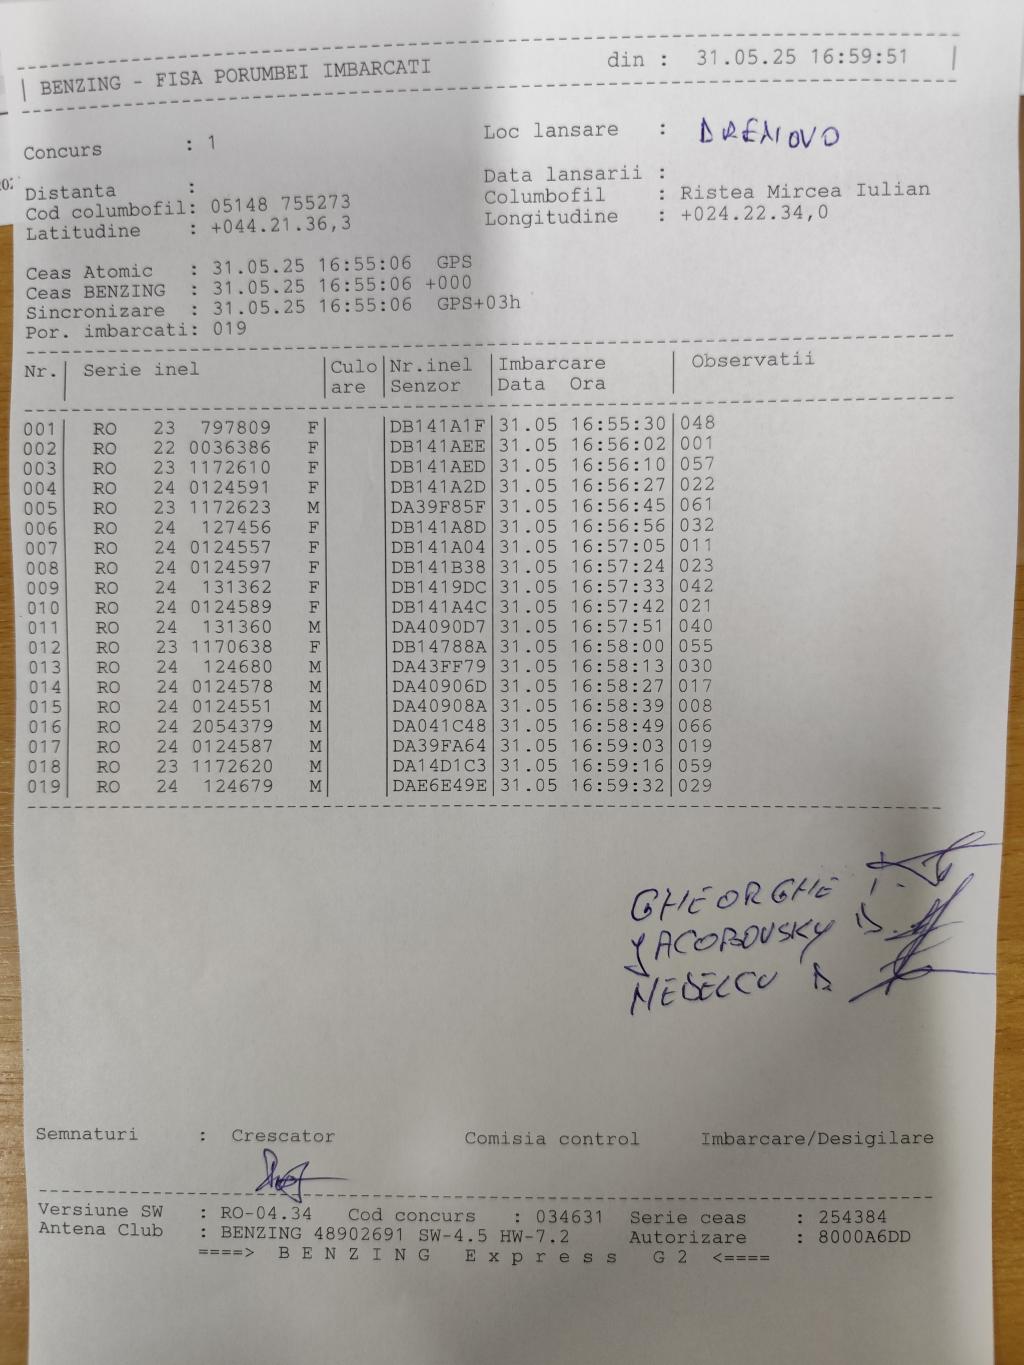 BENZING - FISA PORUMBEI IMBARCATI din : 31.05.25 16:59:51
Concurs : 1 Loc lansare : DRENOVO
Distanta : Data lansarii :
Cod columbofil: 05148 755273 Columbofil : Ristea Mircea Iulian
Latitudine : +044.21.36,3 Longitudine : +024.22.34,0
Ceas Atomic : 31.05.25 16:55:06 GPS
Ceas BENZING : 31.05.25 16:55:06 +000
Sincronizare : 31.05.25 16:55:06 GPS+03h
Por. imbarcati: 019
Nr. Serie inel Culo Nr.inel Imbarcare Observatii
are Senzor Data Ora
001 RO 23 797809 F DB141A1F 31.05 16:55:30 048
002 RO 22 0036386 F DB141AEE 31.05 16:56:02 001
003 RO 23 1172610 F DB141AED 31.05 16:56:10 057
004 RO 24 0124591 F DB141A2D 31.05 16:56:27 022
005 RO 23 1172623 M DA39F85F 31.05 16:56:45 061
006 RO 24 127456 F DB141A8D 31.05 16:56:56 032
007 RO 24 0124557 F DB141A04 31.05 16:57:05 011
008 RO 24 0124597 F DB141B38 31.05 16:57:24 023
009 RO 24 131362 F DB1419DC 31.05 16:57:33 042
010 RO 24 0124589 F DB141A4C 31.05 16:57:42 021
011 RO 24 131360 M DA4090D7 31.05 16:57:51 040
012 RO 23 1170638 F DB14788A 31.05 16:58:00 055
013 RO 24 124680 M DA43FF79 31.05 16:58:13 030
014 RO 24 0124578 M DA40906D 31.05 16:58:27 017
015 RO 24 0124551 M DA40908A 31.05 16:58:39 008
016 RO 24 2054379 M DA041C48 31.05 16:58:49 066
017 RO 24 0124587 M DA39FA64 31.05 16:59:03 019
018 RO 23 1172620 M DA14D1C3 31.05 16:59:16 059
019 RO 24 124679 M DAE6E49E 31.05 16:59:32 029
GHEORGHE
YACOBOVSKY D.
NEDELCU D
Semnaturi : Crescator Comisia control Imbarcare/Desigilare
Versiune SW : RO-04.34 Cod concurs : 034631 Serie ceas : 254384
Antena Club : BENZING 48902691 SW-4.5 HW-7.2 Autorizare : 8000A6DD
====> B E N Z I N G E x p r e s s G 2 <====